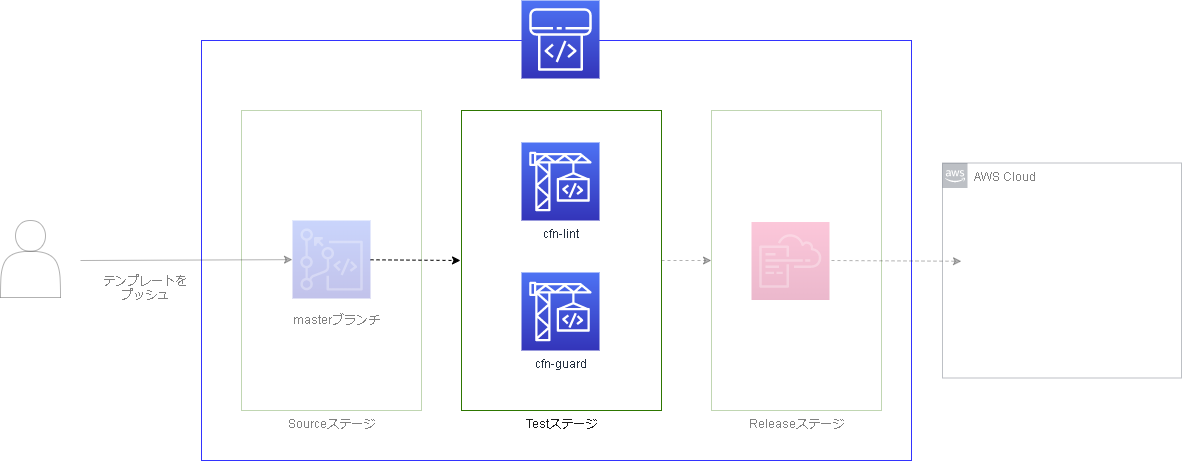 </>
</>
cfn-lint
aws
AWS Cloud
テンプレートを
プッシュ
</>
masterブランチ
</>
cfn-guard
Sourceステージ
Testステージ
Releaseステージ